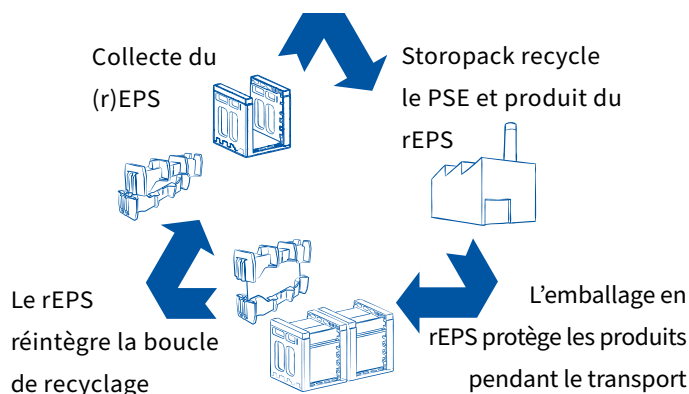 Collecte du
(r)EPS
Storopack recycle
le PSE et produit du
rEPS
L’emballage en
rEPS protège les produits
pendant le transport
Le rEPS
réintègre la boucle
de recyclage